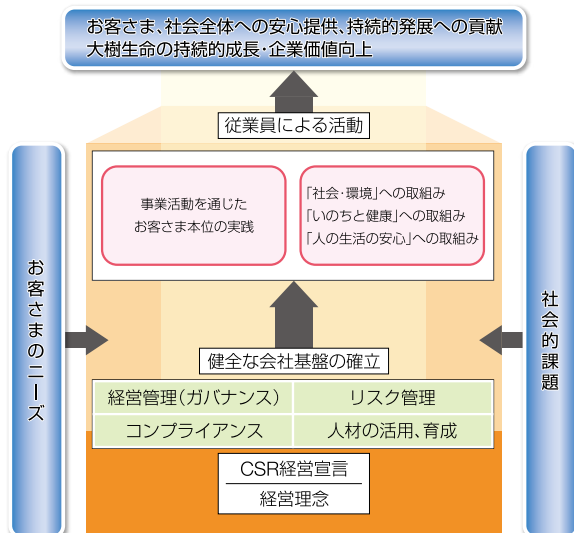 お客さま、社会全体への安心提供、持続的発展への貢献
大樹生命の持続的成長・企業価値向上
従業員による活動
事業活動を通じた
お客さま本位の実践
「社会・環境」への取組み
「いのちと健康」への取組み
「人の生活の安心」への取組み
お客さまのニーズ
社会的課題
健全な会社基盤の確立
経営管理(ガバナンス)
リスク管理
コンプライアンス
人材の活用、育成
CSR経営宣言
経営理念